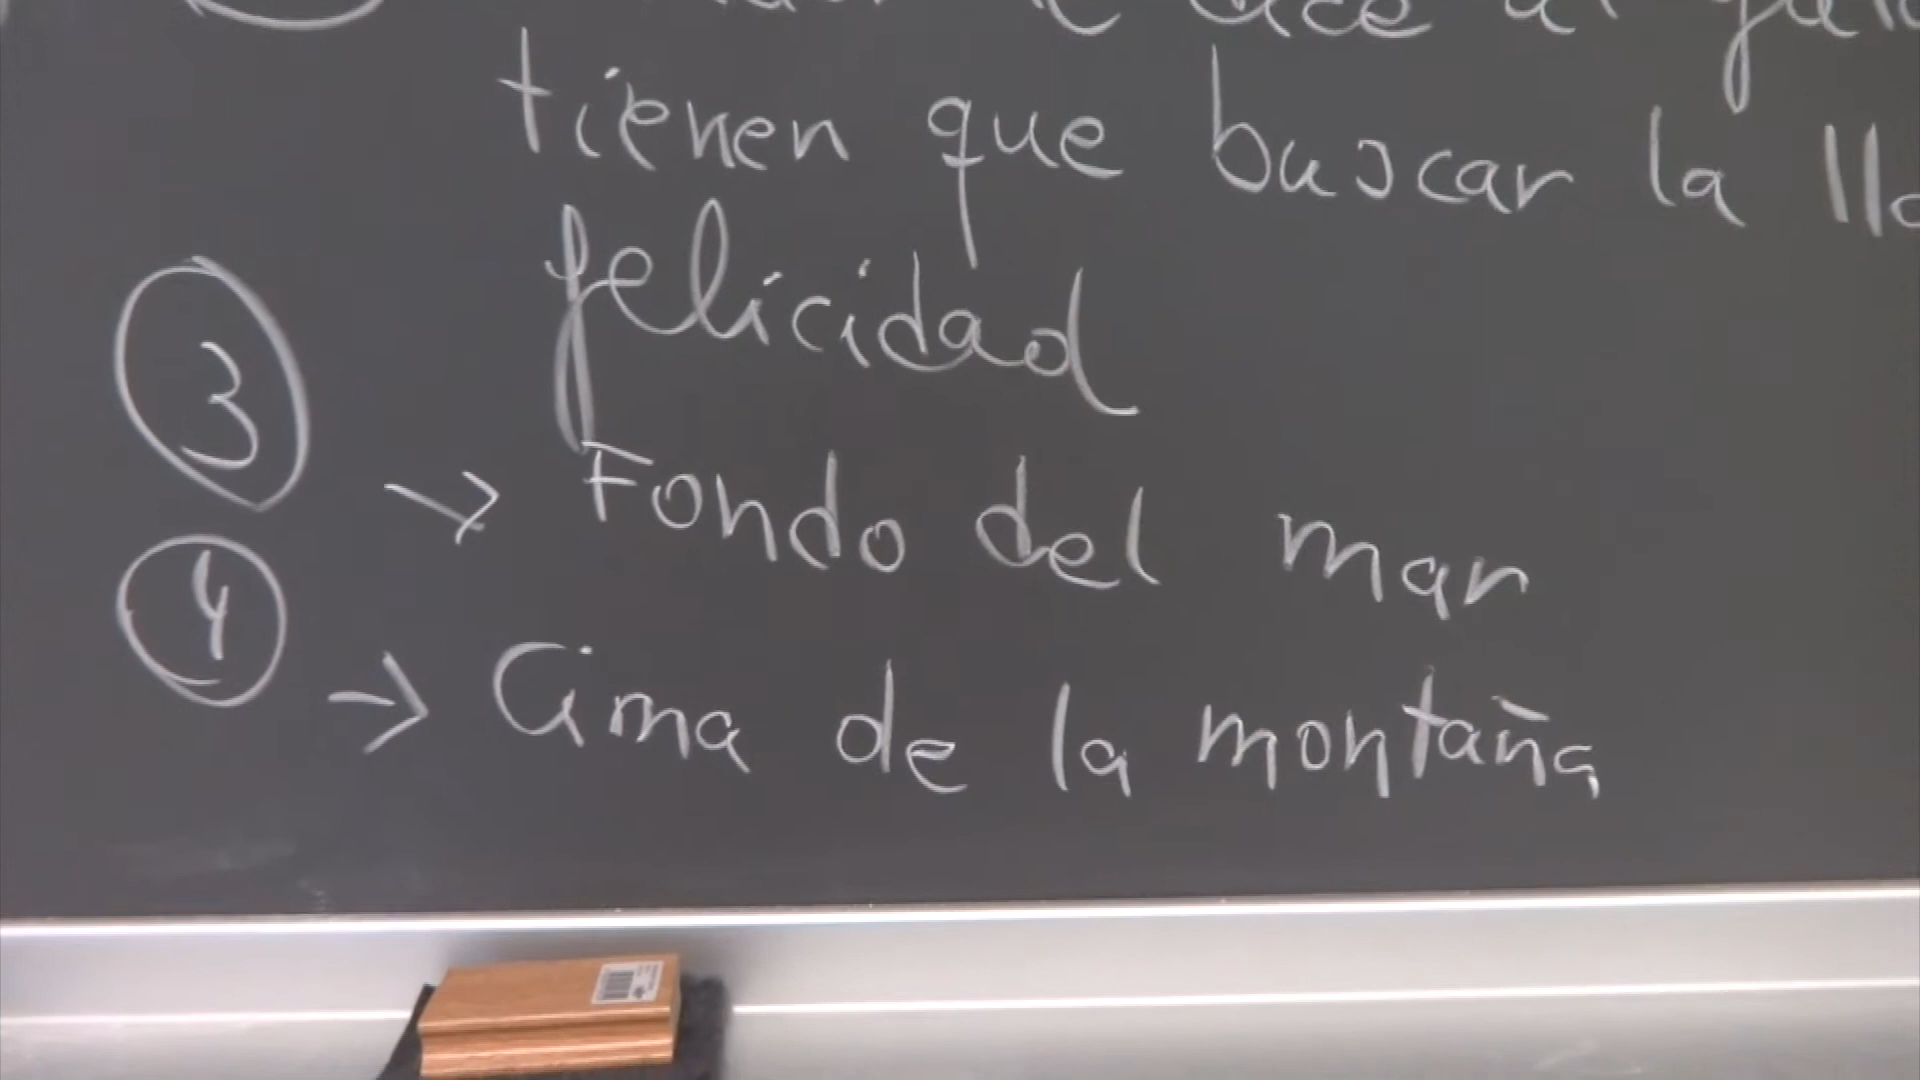 tienen que buscar la
felicidad
3 → Fondo del mar
4 → Cima de la montaña